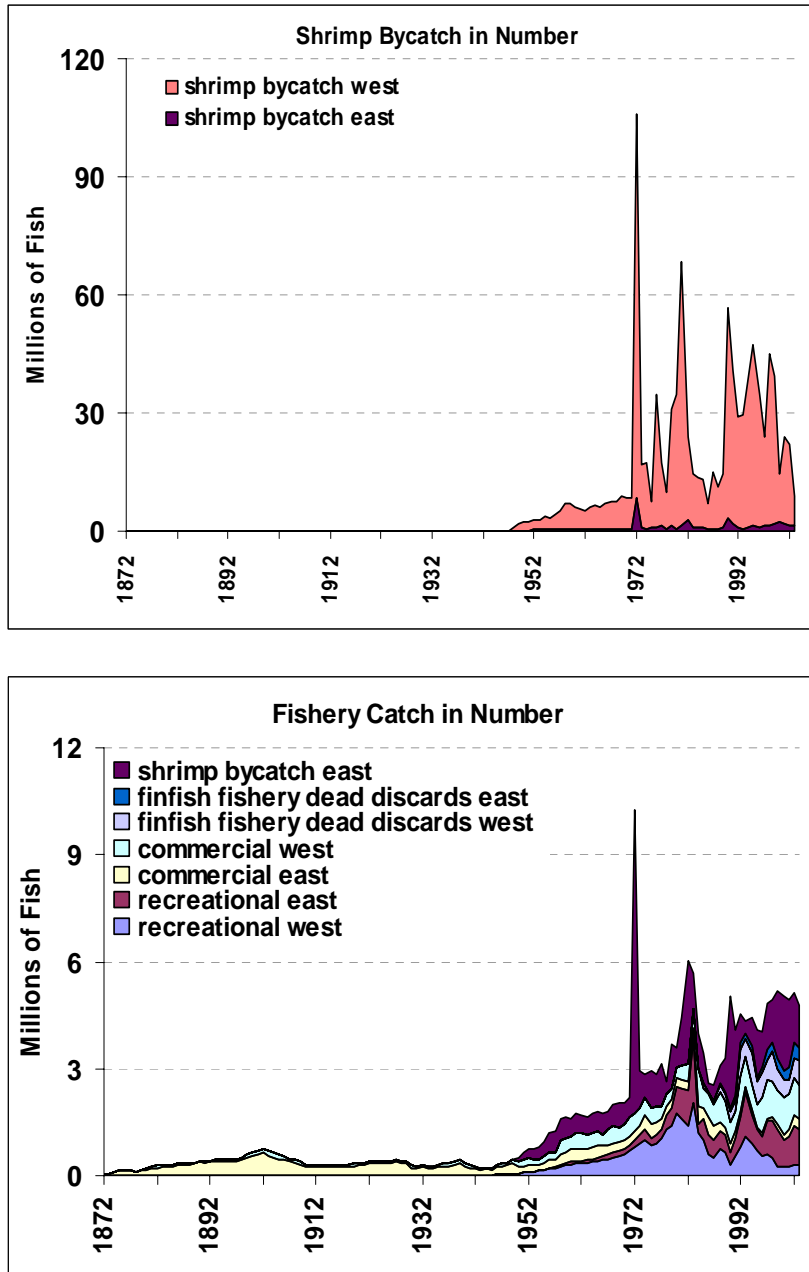 Shrimp Bycatch in Number
120
shrimp bycatch west
shrimp bycatch east
90
60
30
0
Millions of Fish
1872
1892
1912
1932
1952
1972
1992
Fishery Catch in Number
12
shrimp bycatch east
finfish fishery dead discards east
finfish fishery dead discards west
commercial west
commercial east
recreational east
recreational west
9
6
3
0
Millions of Fish
1872
1892
1912
1932
1952
1972
1992